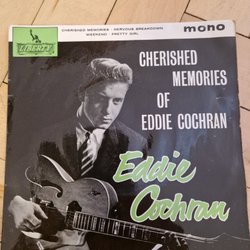 LIBERTY
CHERISHED MEMORIES · NERVOUS BREAKDOWN
WEEKEND · PRETTY GIRL
mono
CHERISHED
MEMORIES
OF
EDDIE COCHRAN
Eddie
Cochran